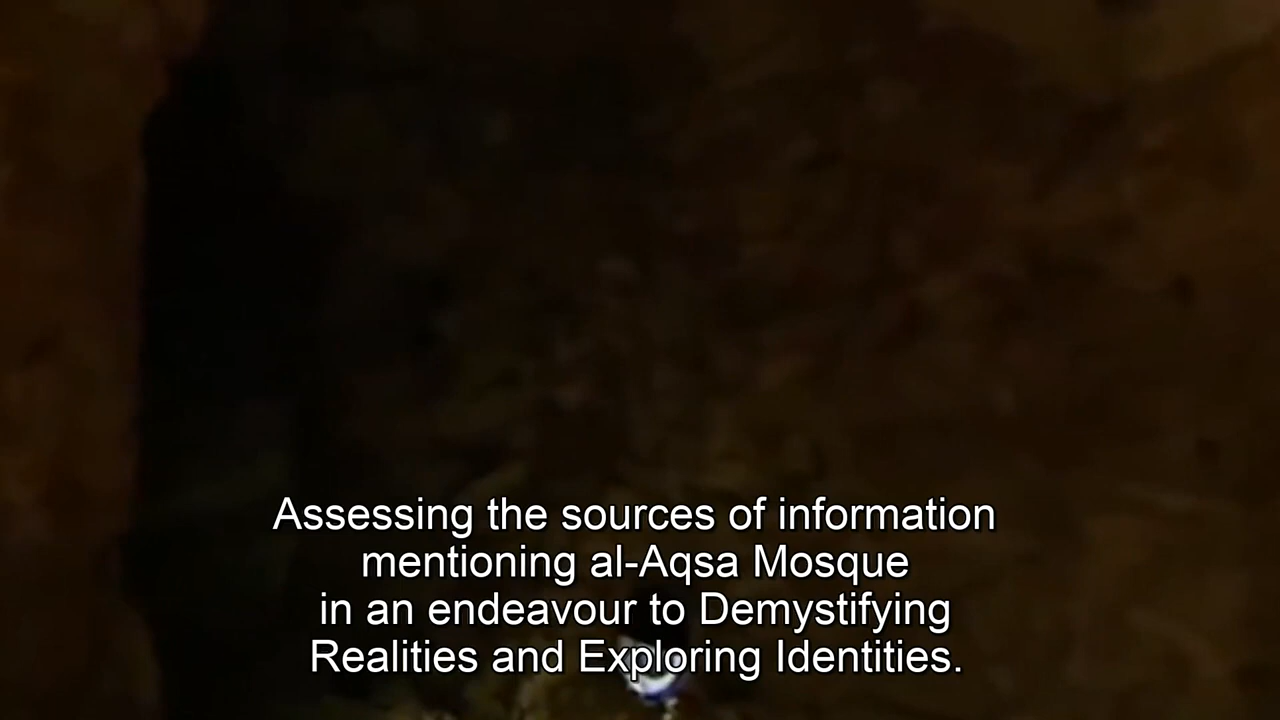 Assessing the sources of information
mentioning al-Aqsa Mosque
in an endeavour to Demystifying
Realities and Exploring Identities.